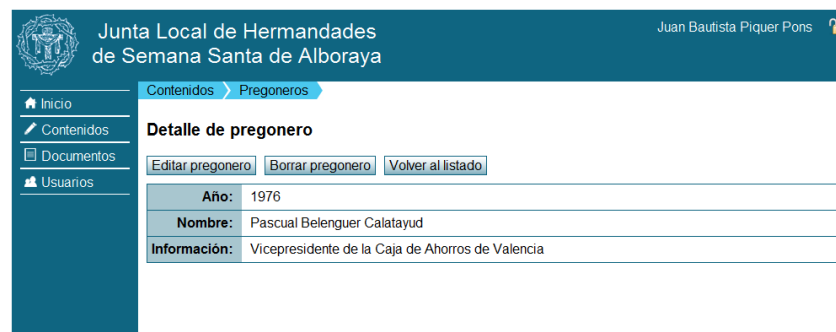 Junta Local de Hermandades
de Semana Santa de Alboraya
Juan Bautista Piquer Pons
Inicio
Contenidos
Documentos
Usuarios
Contenidos Pregoneros
Detalle de pregonero
Editar pregonero Borrar pregonero Volver al listado
Año: 1976
Nombre: Pascual Belenguer Calatayud
Información: Vicepresidente de la Caja de Ahorros de Valencia